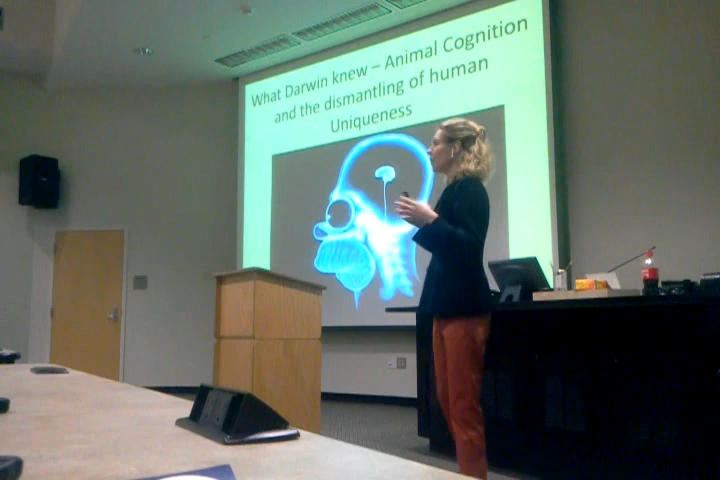 What Darwin knew – Animal Cognition
and the dismantling of human
Uniqueness